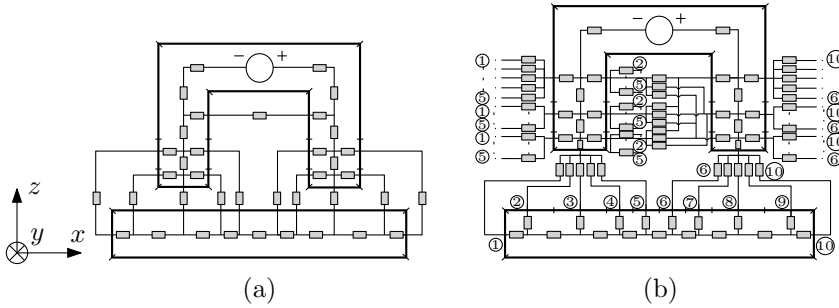 − +
z
y x
(a)
− +
① ② ⑩
⑤ ⑤ ⑥
① ② ⑩
⑤ ⑤ ⑥
① ② ⑩
⑤ ⑤ ⑥
⑥ ⑩
② ③ ④ ⑤ ⑥ ⑦ ⑧ ⑨
① ⑩
(b)